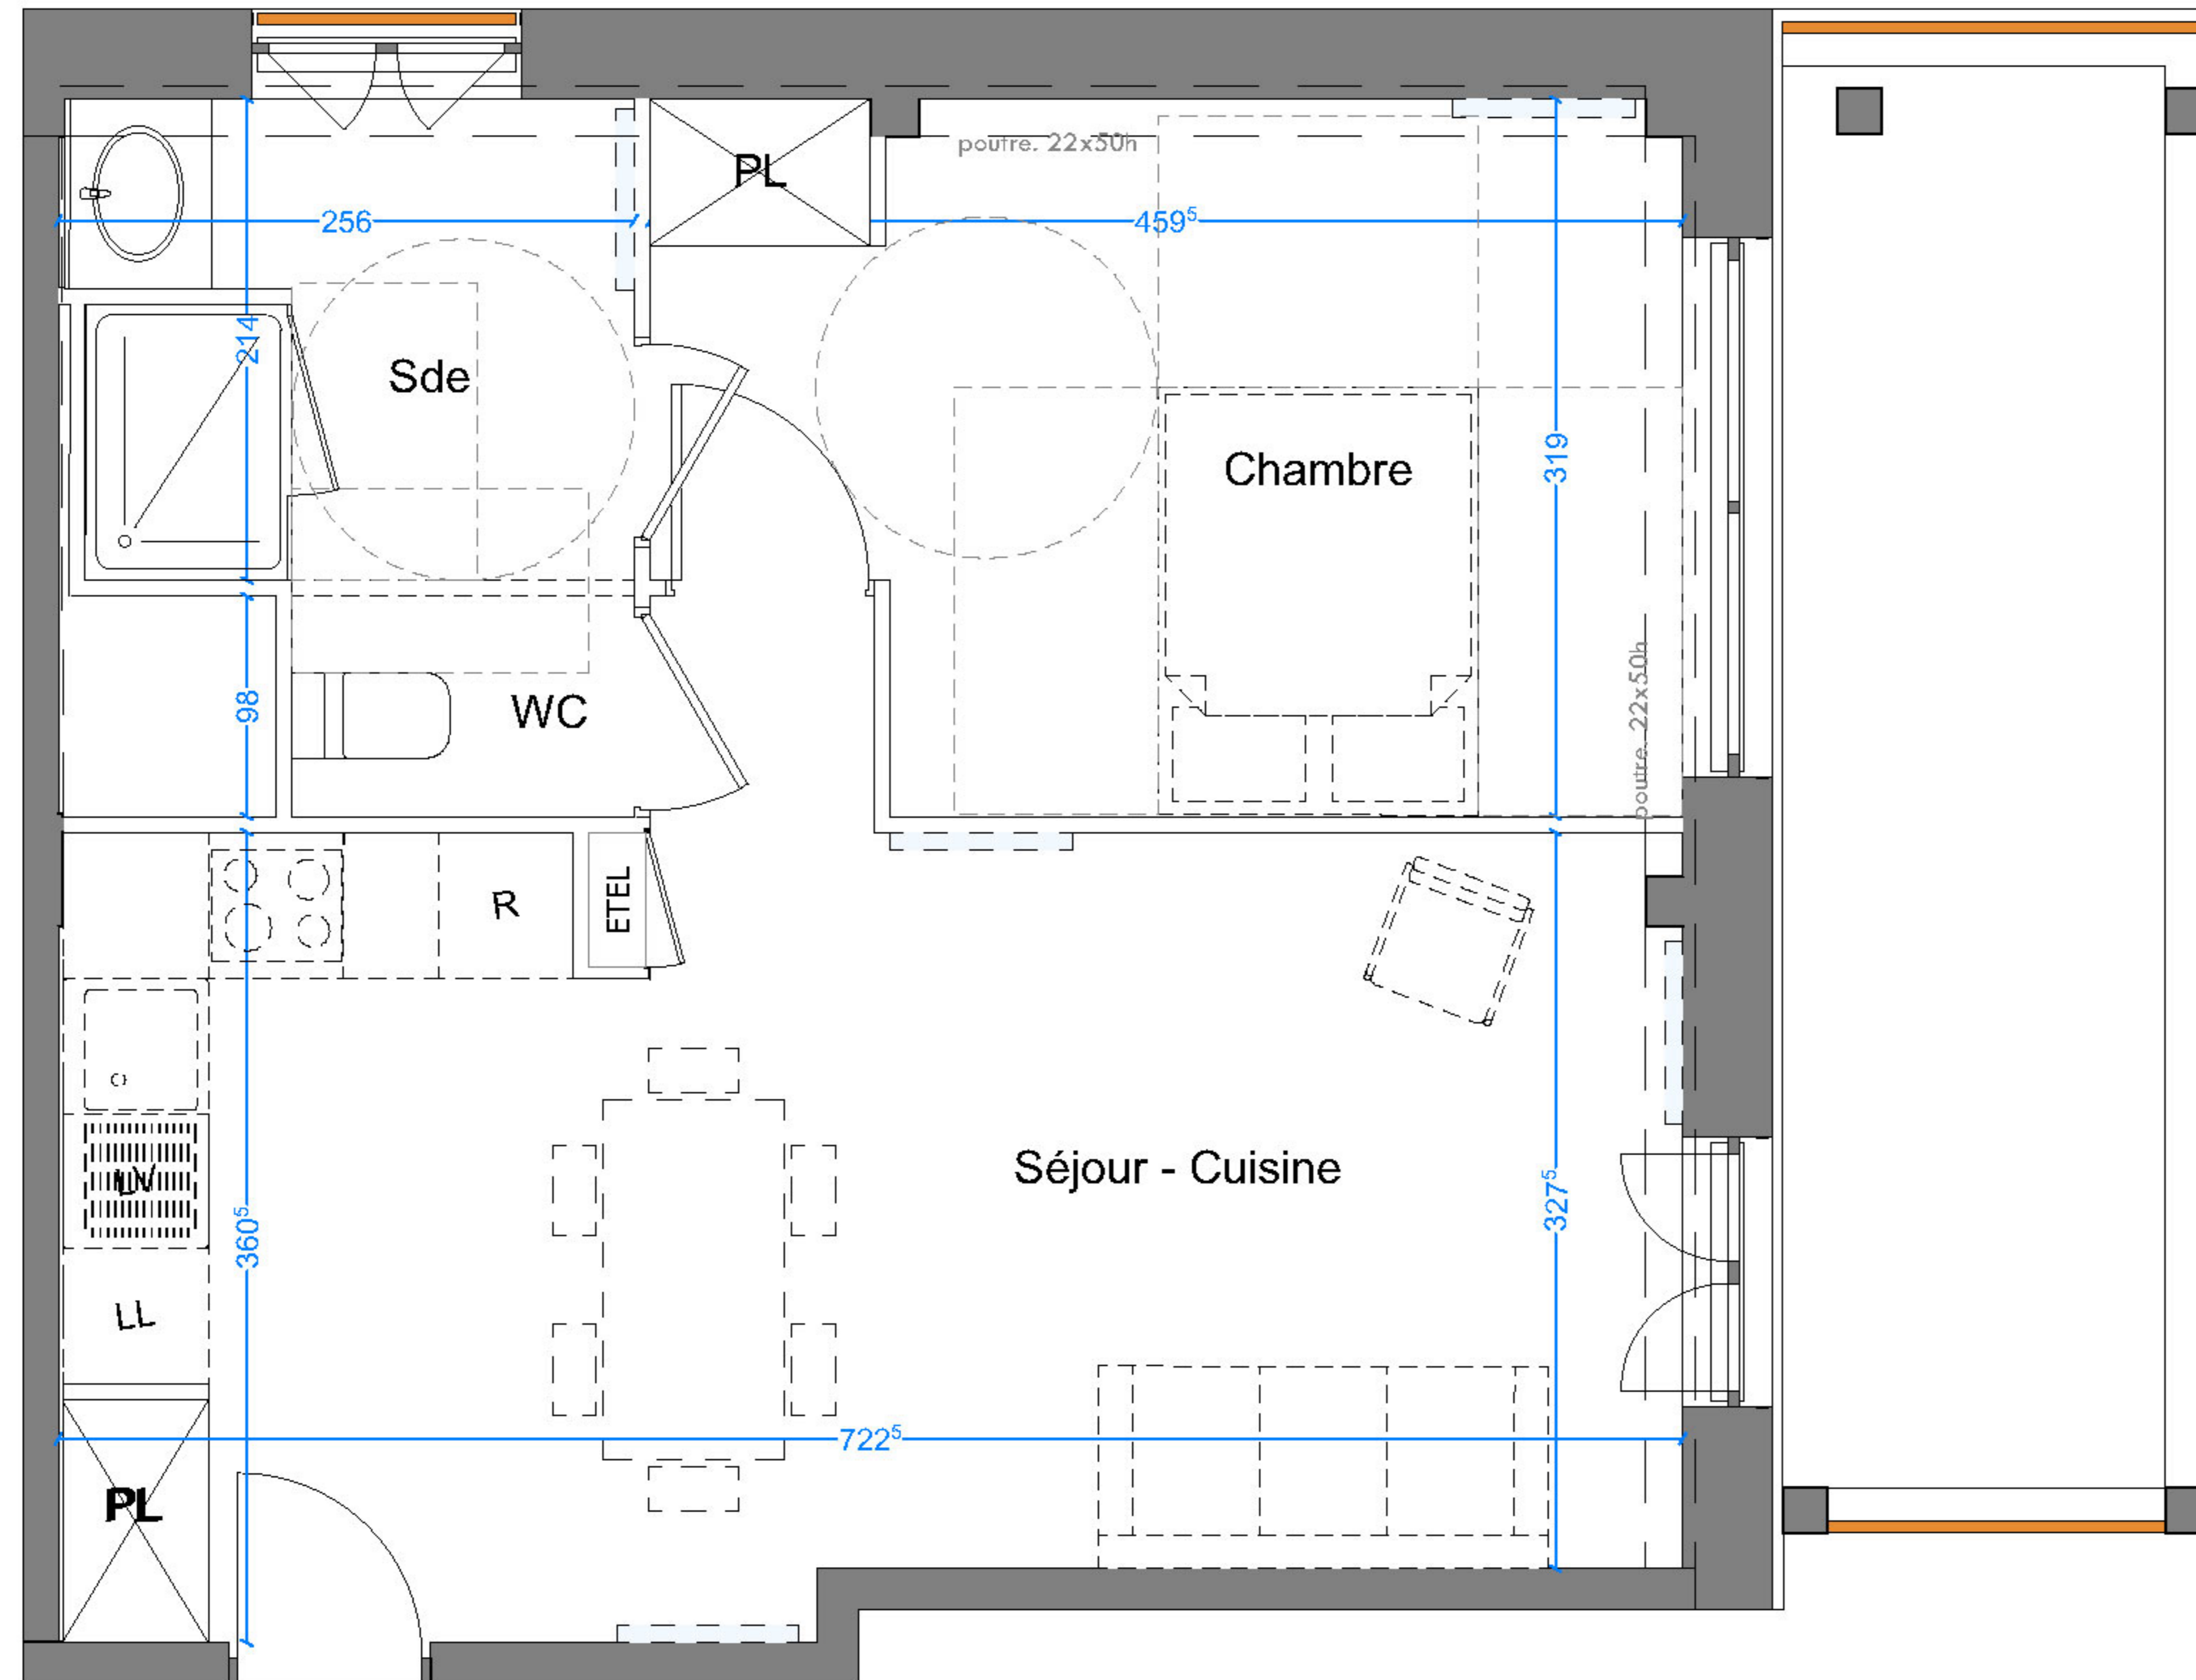 poutre. 22x50h
PL
256
459⁵
214
Sde
319
Chambre
98
WC
poutre. 22x50h
R
ETEL
LV
Séjour - Cuisine
327⁵
360⁵
LL
722⁵
PL